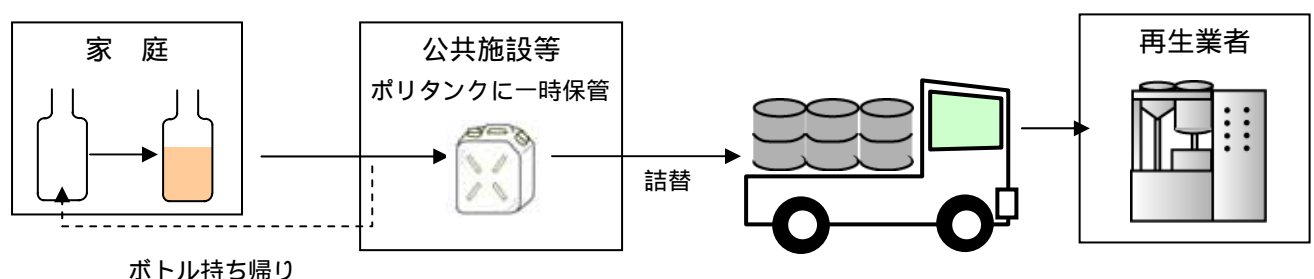 家 庭
公共施設等
ポリタンクに一時保管
詰替
再生業者
ボトル持ち帰り